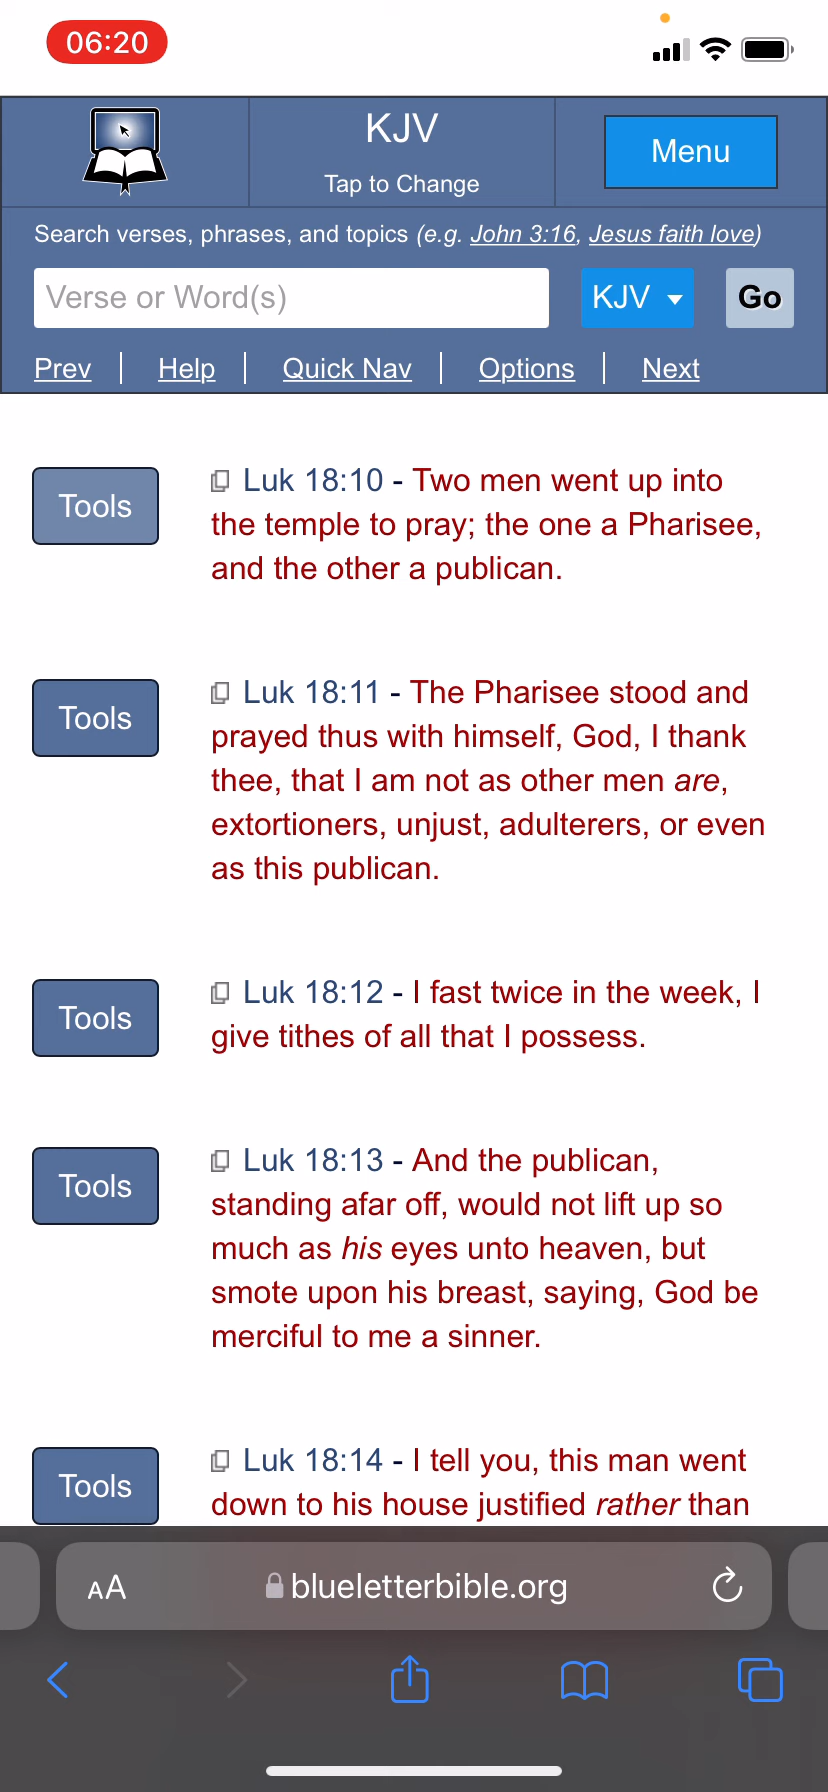 06:20
KJV
Tap to Change
Menu
Search verses, phrases, and topics (e.g. John 3:16, Jesus faith love)
Verse or Word(s)
KJV
Go
Prev | Help | Quick Nav | Options | Next
Tools
Luk 18:10 - Two men went up into
the temple to pray; the one a Pharisee,
and the other a publican.
Tools
Luk 18:11 - The Pharisee stood and
prayed thus with himself, God, I thank
thee, that I am not as other men are,
extortioners, unjust, adulterers, or even
as this publican.
Tools
Luk 18:12 - I fast twice in the week, I
give tithes of all that I possess.
Tools
Luk 18:13 - And the publican,
standing afar off, would not lift up so
much as his eyes unto heaven, but
smote upon his breast, saying, God be
merciful to me a sinner.
Tools
Luk 18:14 - I tell you, this man went
down to his house justified rather than
AA
blueletterbible.org